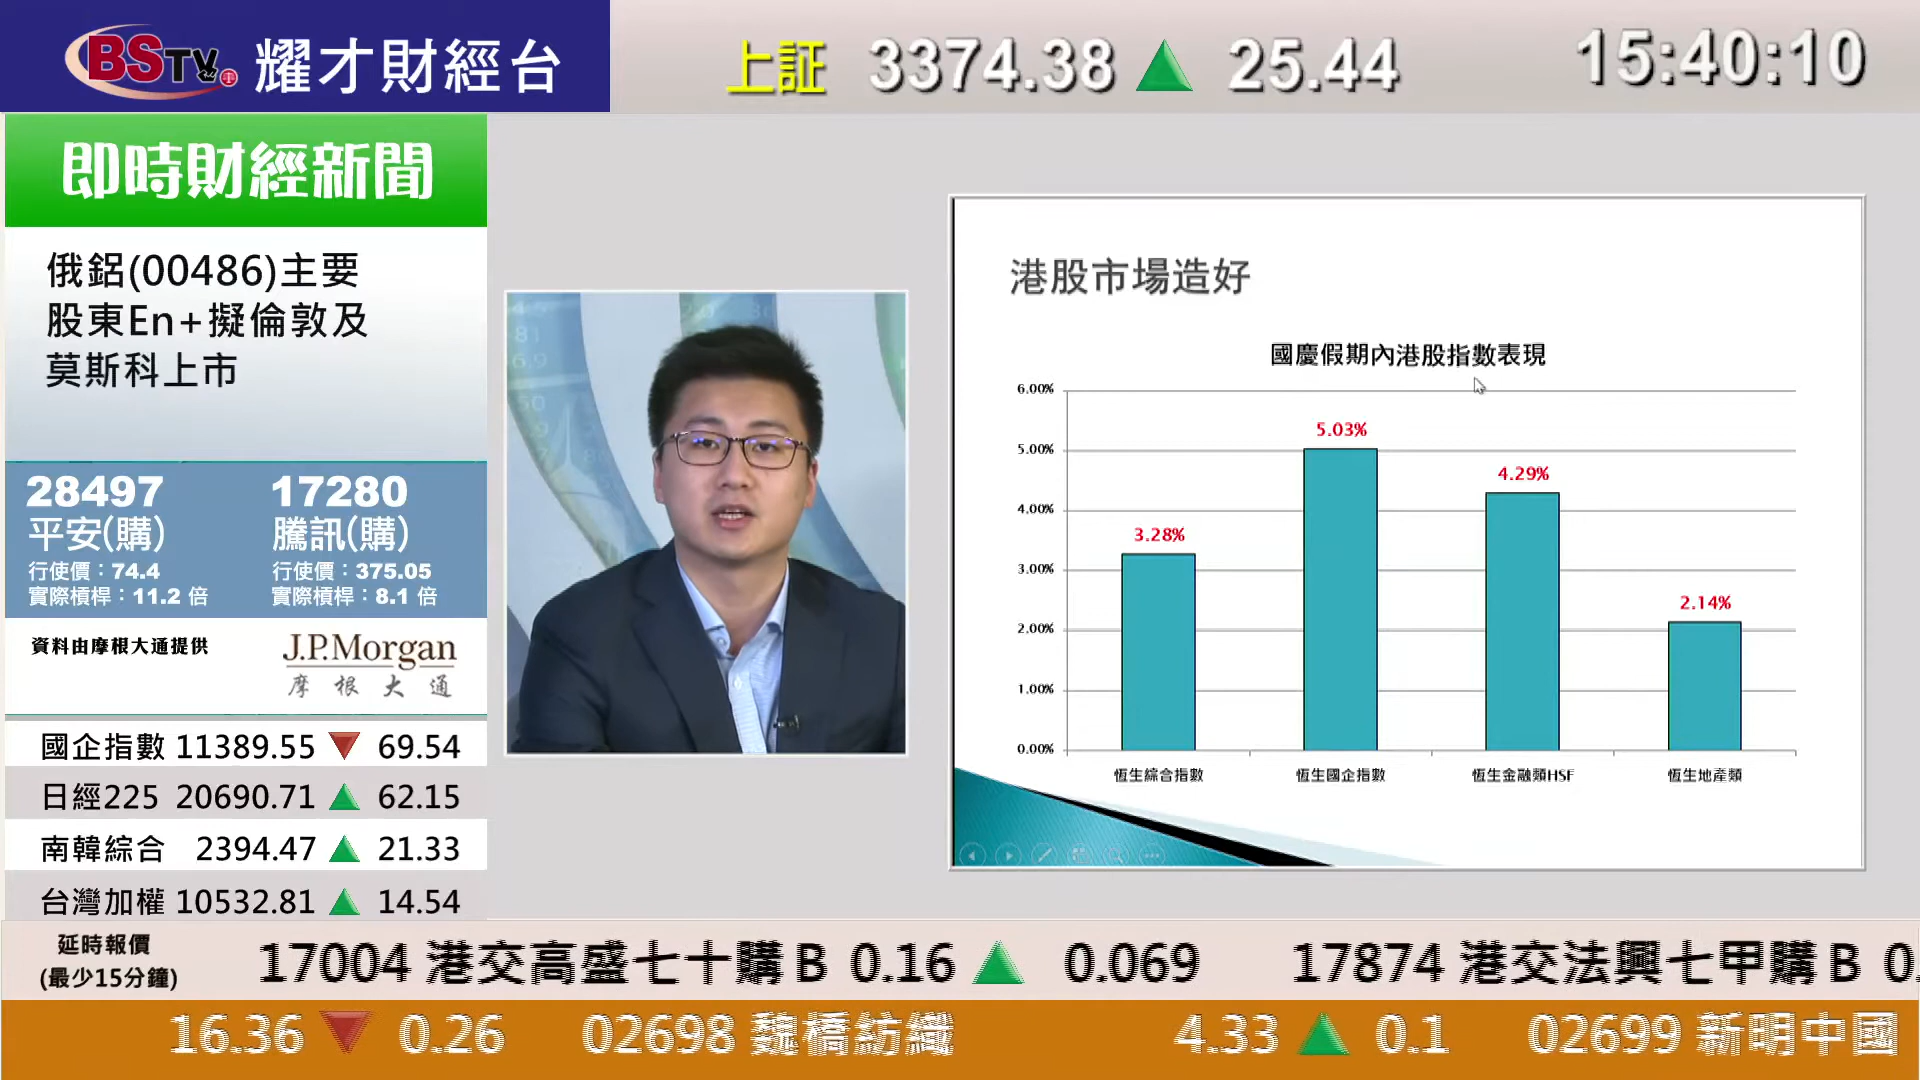 BSTV 耀才財經台
上証 3374.38 ▲ 25.44
15:40:10
即時財經新聞
俄鋁(00486)主要
股東En+擬倫敦及
莫斯科上市
28497
平安(購)
行使價：74.4
實際槓桿：11.2 倍
17280
騰訊(購)
行使價：375.05
實際槓桿：8.1 倍
資料由摩根大通提供
J.P.Morgan
摩根大通
國企指數 11389.55 ▼ 69.54
日經225 20690.71 ▲ 62.15
南韓綜合 2394.47 ▲ 21.33
台灣加權 10532.81 ▲ 14.54
港股市場造好
國慶假期內港股指數表現
6.00%
5.00%
4.00%
3.00%
2.00%
1.00%
0.00%
3.28%
5.03%
4.29%
2.14%
恆生綜合指數
恆生國企指數
恆生金融類HSF
恆生地產類
延時報價
(最少15分鐘)
17004 港交高盛七十購B 0.16 ▲ 0.069 17874 港交法興七甲購B 0.
16.36 ▼ 0.26 02698 魏橋紡織 4.33 ▲ 0.1 02699 新明中國